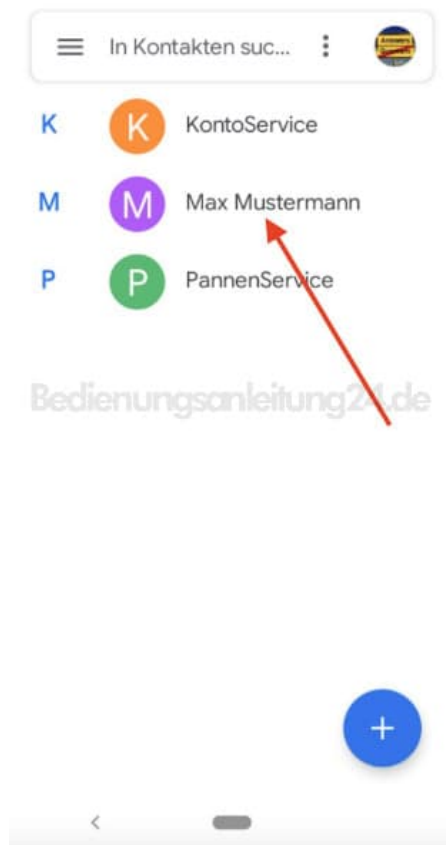 In Kontakten suc...
K K KontoService
M M Max Mustermann
P P PannenService
Bedienungsanleitung24.de